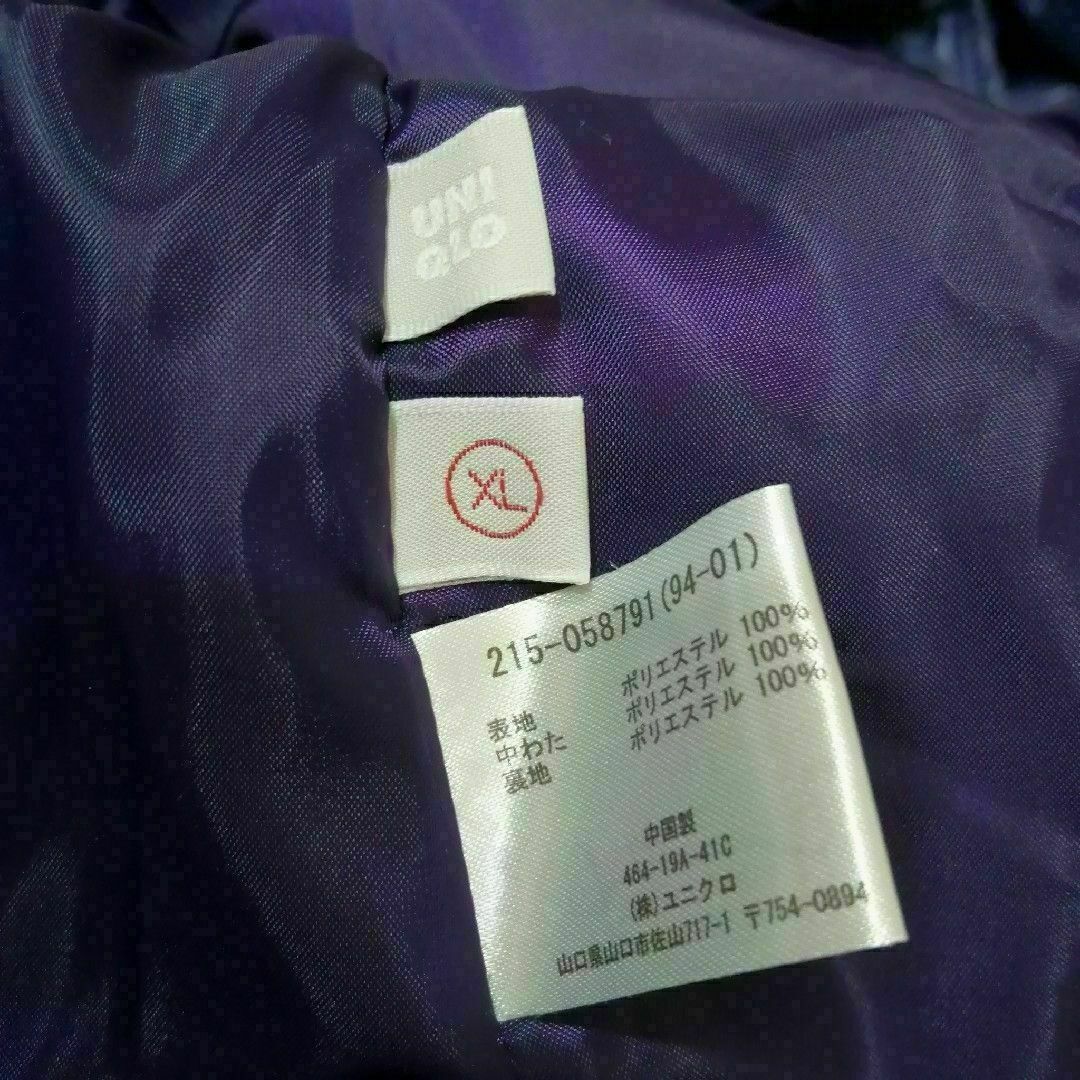 UNI
QLO
XL
215-058791(94-01)
表地 ポリエステル 100%
中わた ポリエステル 100%
裏地 ポリエステル 100%
中国製
464-19A-41C
(株)ユニクロ
山口県山口市佐山717-1 〒754-0894